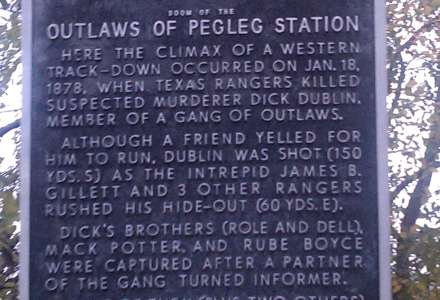 DOOM OF THE
OUTLAWS OF PEGLEG STATION
HERE THE CLIMAX OF A WESTERN
TRACK-DOWN OCCURRED ON JAN. 18,
1878, WHEN TEXAS RANGERS KILLED
SUSPECTED MURDERER DICK DUBLIN,
MEMBER OF A GANG OF OUTLAWS.
ALTHOUGH A FRIEND YELLED FOR
HIM TO RUN, DUBLIN WAS SHOT (150
YDS. S) AS THE INTREPID JAMES B.
GILLETT AND 3 OTHER RANGERS
RUSHED HIS HIDE-OUT (60 YDS. E).
DICK'S BROTHERS (ROLE AND DELL),
MACK POTTER, AND RUBE BOYCE
WERE CAPTURED AFTER A PARTNER
OF THE GANG TURNED INFORMER.
(PLUS TWO OTHERS)